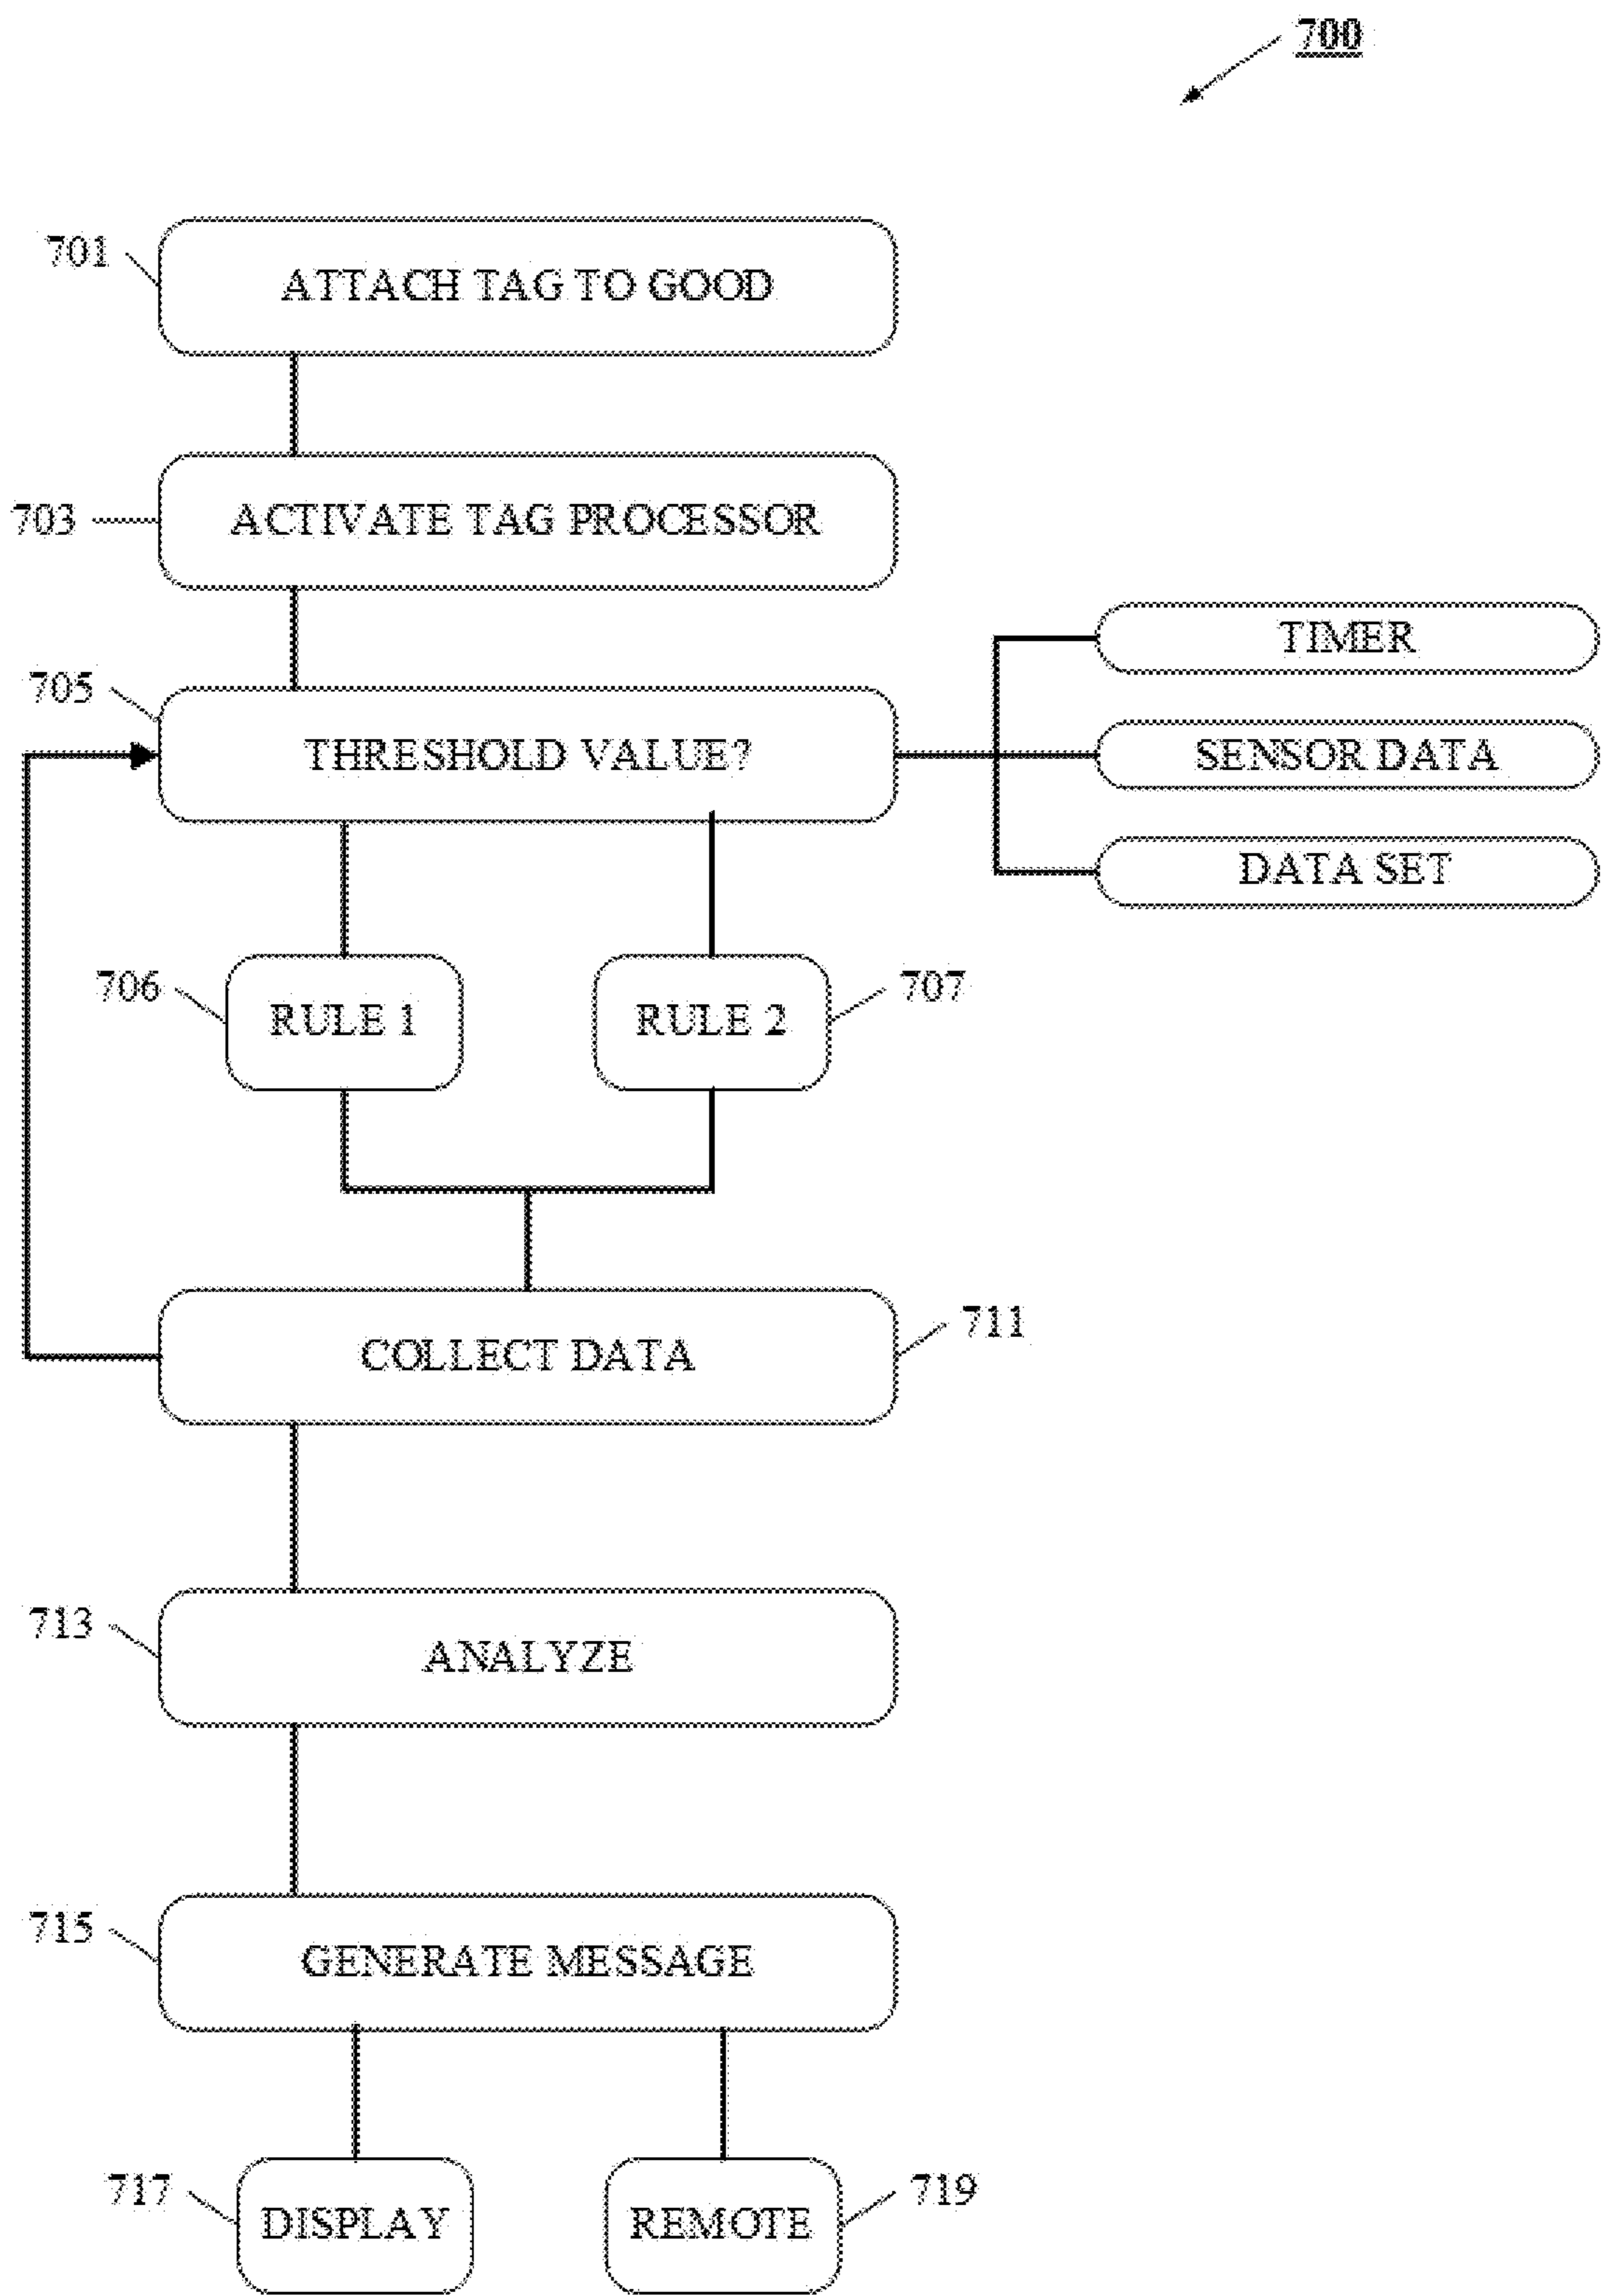 700
701
ATTACH TAG TO GOOD
703
ACTIVATE TAG PROCESSOR
705
THRESHOLD VALUE?
TIMER
SENSOR DATA
DATA SET
706
RULE 1
RULE 2
707
COLLECT DATA
711
713
ANALYZE
715
GENERATE MESSAGE
717
DISPLAY
REMOTE
719